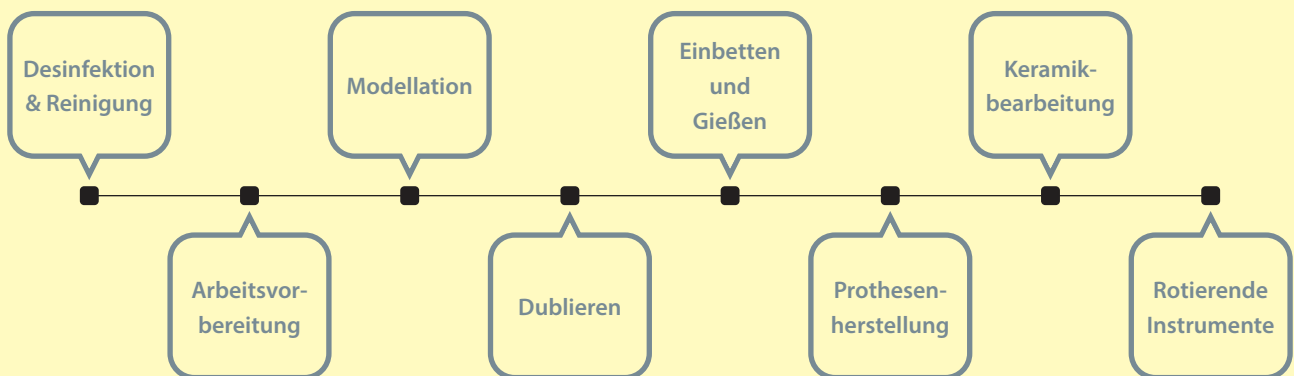 Desinfektion
& Reinigung
Arbeitsvor-
bereitung
Modellation
Dublieren
Einbetten
und
Gießen
Prothesen-
herstellung
Keramik-
bearbeitung
Rotierende
Instrumente